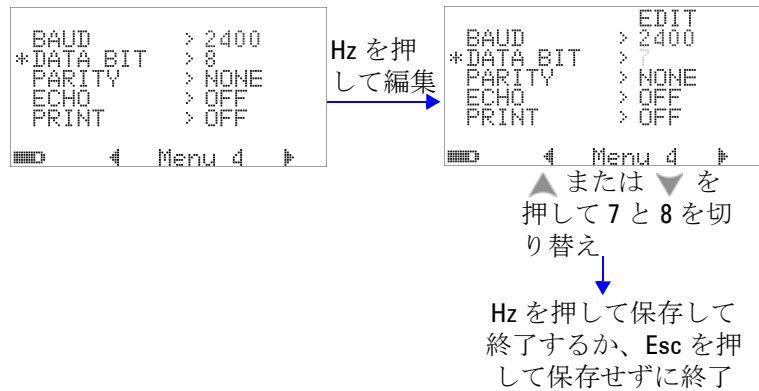 BAUD > 2400
*DATA BIT > 8
PARITY > NONE
ECHO > OFF
PRINT > OFF
Menu 4
Hz を押
して編集
EDIT
BAUD > 2400
*DATA BIT > 7
PARITY > NONE
ECHO > OFF
PRINT > OFF
Menu 4
または を
押して 7 と 8 を切
り替え
Hz を押して保存して
終了するか、Esc を押
して保存せずに終了